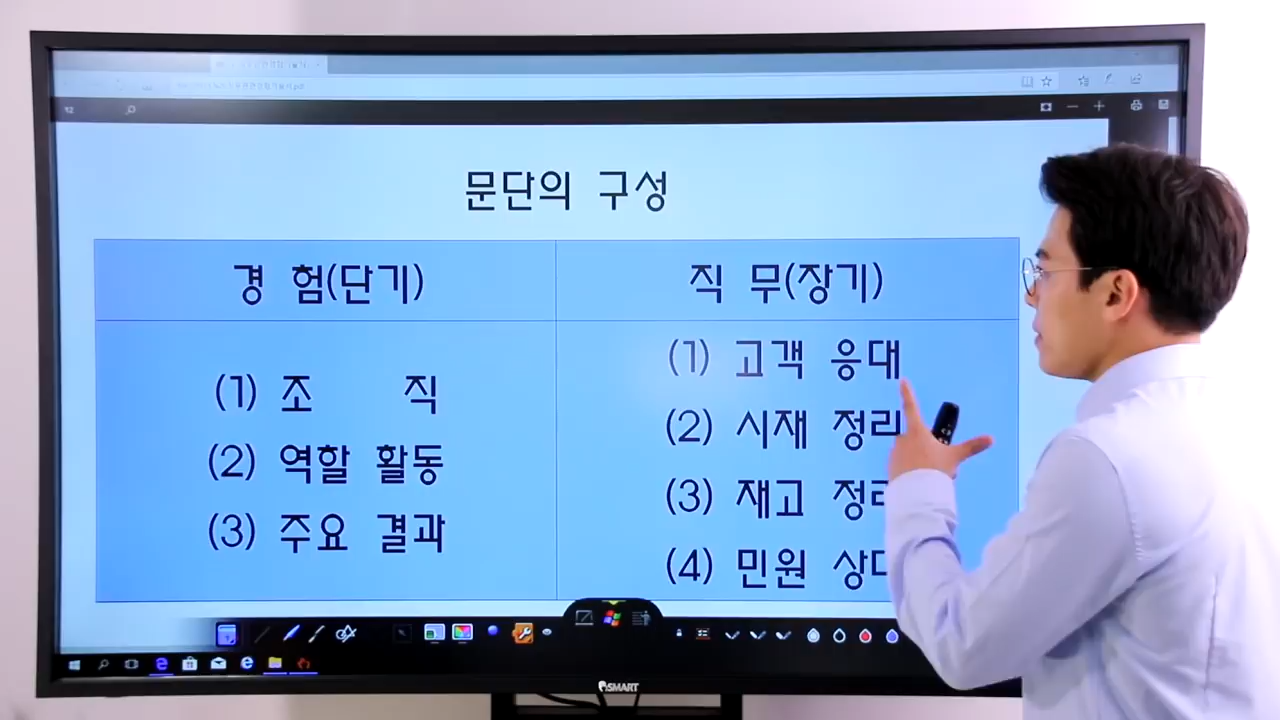 문단의 구성
경 험(단기)
직 무(장기)
(1) 조 직
(2) 역할 활동
(3) 주요 결과
(1) 고객 응대
(2) 시재 정리
(3) 재고 정리
(4) 민원
SMART